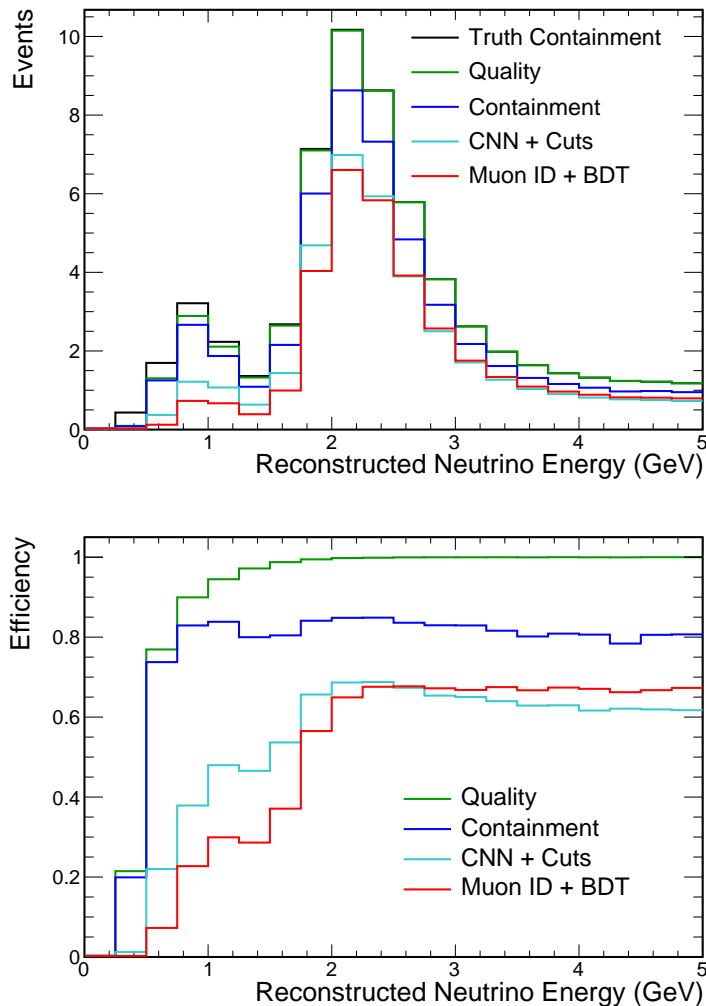 Events
10
8
6
4
2
0
Truth Containment
Quality
Containment
CNN + Cuts
Muon ID + BDT
0 1 2 3 4 5
Reconstructed Neutrino Energy (GeV)
Efficiency
1
0.8
0.6
0.4
0.2
0
Quality
Containment
CNN + Cuts
Muon ID + BDT
0 1 2 3 4 5
Reconstructed Neutrino Energy (GeV)